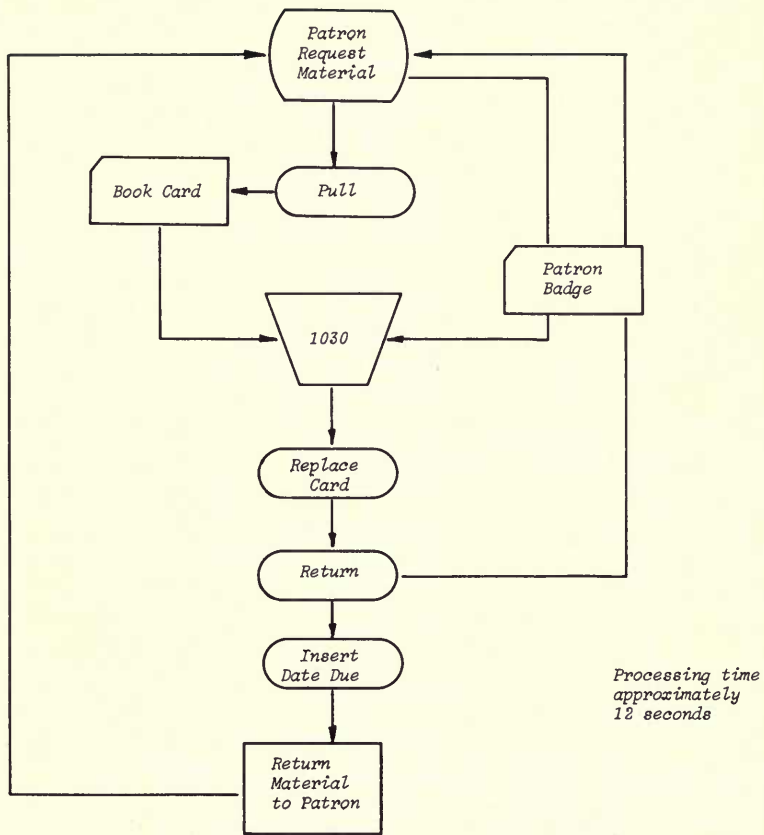 Patron
Request
Material
Pull
Book Card
Patron
Badge
1030
Replace
Card
Return
Insert
Date Due
Processing time
approximately
12 seconds
Return
Material
to Patron